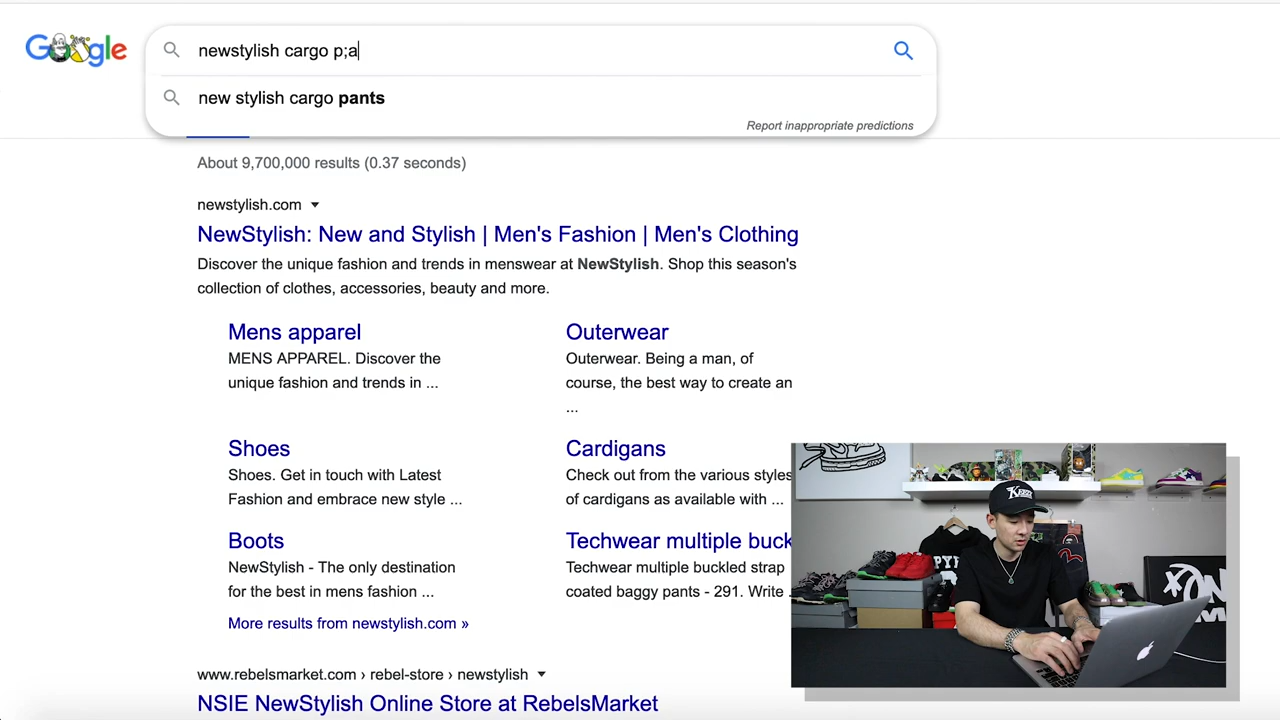 Google
newstylish cargo p;a
new stylish cargo pants
Report inappropriate predictions
About 9,700,000 results (0.37 seconds)
newstylish.com
NewStylish: New and Stylish | Men's Fashion | Men's Clothing
Discover the unique fashion and trends in menswear at NewStylish. Shop this season's
collection of clothes, accessories, beauty and more.
Mens apparel
MENS APPAREL. Discover the
unique fashion and trends in ...
Outerwear
Outerwear. Being a man, of
course, the best way to create an
...
Shoes
Shoes. Get in touch with Latest
Fashion and embrace new style ...
Cardigans
Check out from the various styles
of cardigans as available with ...
Boots
NewStylish - The only destination
for the best in mens fashion ...
Techwear multiple buck
Techwear multiple buckled strap
coated baggy pants - 291. Write .
More results from newstylish.com »
www.rebelsmarket.com › rebel-store › newstylish
NSIE NewStylish Online Store at RebelsMarket